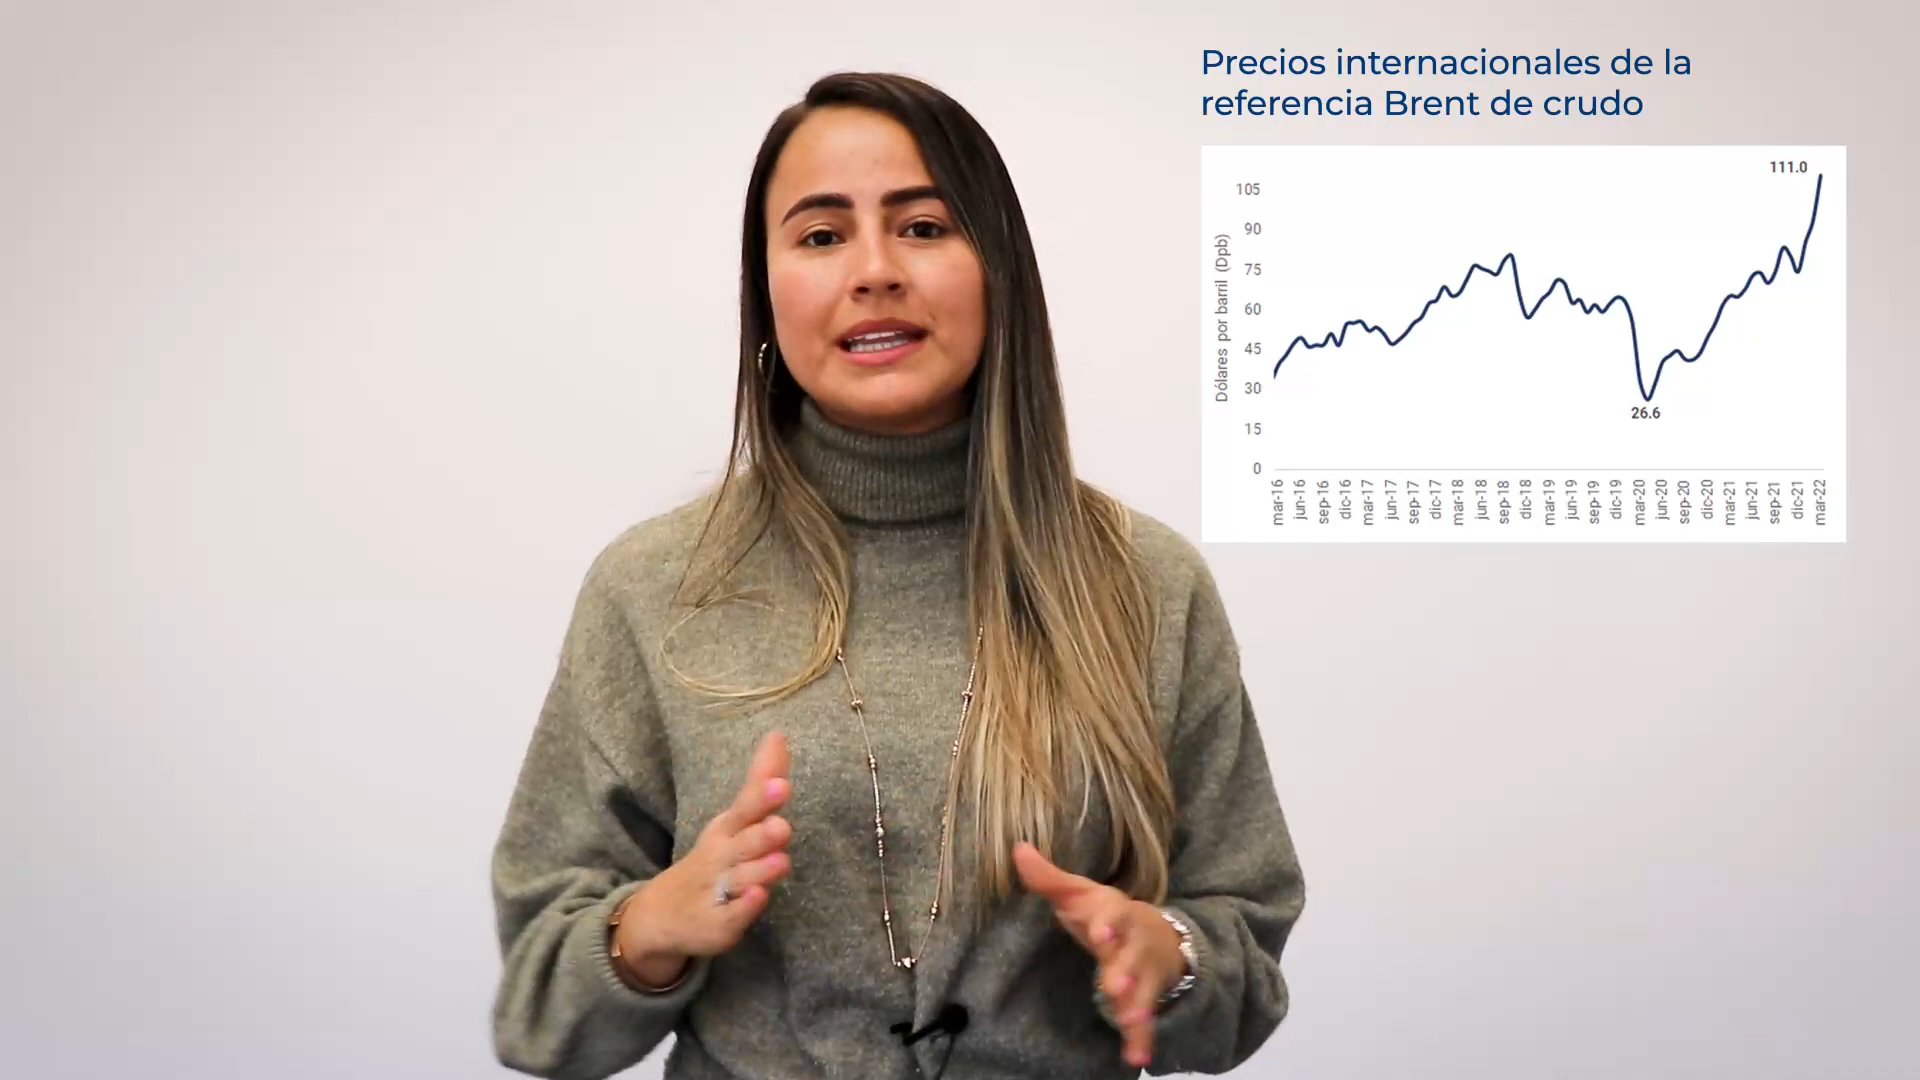 Precios internacionales de la
referencia Brent de crudo
111.0
105
90
75
60
45
30
15
0
Dólares por barril (Dpb)
26.6
mar-16
jun-16
sep-16
dic-16
mar-17
jun-17
sep-17
dic-17
mar-18
jun-18
sep-18
dic-18
mar-19
jun-19
sep-19
dic-19
mar-20
jun-20
sep-20
dic-20
mar-21
jun-21
sep-21
dic-21
mar-22